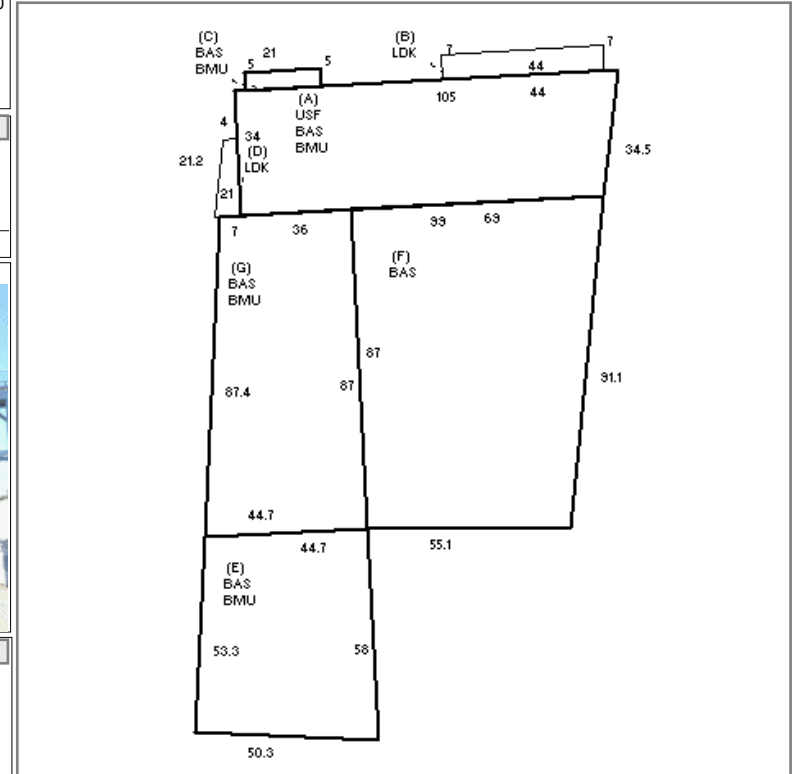 (C)
BAS
BMU
5
21
5
(B)
LDK
7
7
44
105
44
(A)
USF
BAS
BMU
4
34
(D)
LDK
21.2
21
34.5
7
36
99
69
(G)
BAS
BMU
(F)
BAS
87
87
87.4
91.1
44.7
44.7
55.1
(E)
BAS
BMU
53.3
58
50.3